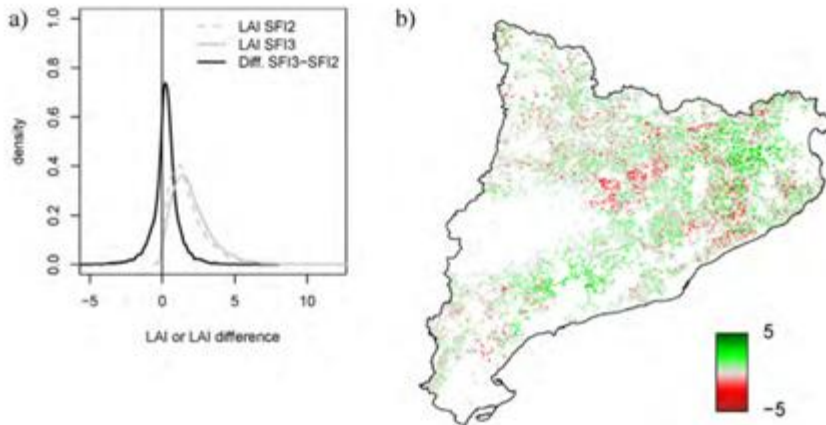 a)
LAI SFI2
LAI SFI3
Diff. SFI3−SFI2
density
1.0
0.8
0.6
0.4
0.2
0.0
−5
0
5
10
LAI or LAI difference
b)
5
−5